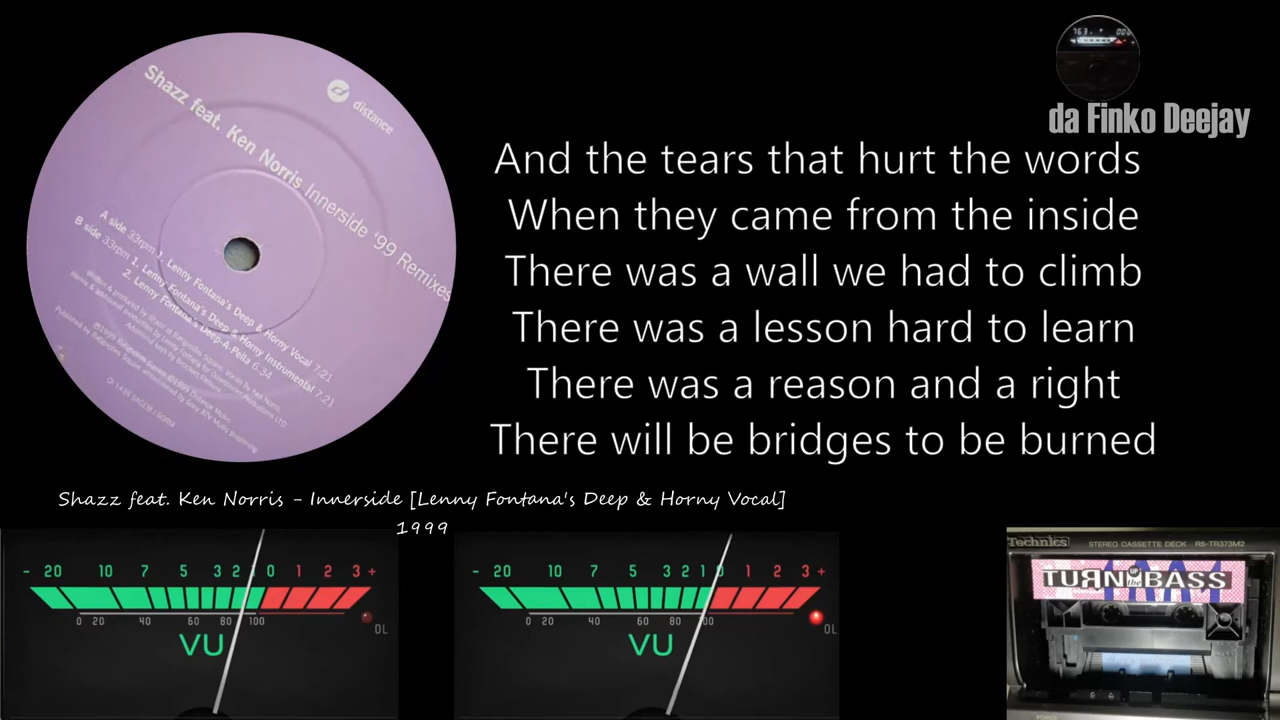 da Finko Deejay
distance
Shazz feat. Ken Norris Innerside '99 Remixes
A side 33rpm 1. Lenny Fontana's Deep & Horny Vocal 7:21
B side 33rpm 1. Lenny Fontana's Deep & Horny Instrumental 7:21
2. Lenny Fontana's Deep-A-Pella 6.34
And the tears that hurt the words
When they came from the inside
There was a wall we had to climb
There was a lesson hard to learn
There was a reason and a right
There will be bridges to be burned
Shazz feat. Ken Norris - Innerside [Lenny Fontana's Deep & Horny Vocal]
1999
- 20 10 7 5 3 2 0 1 2 3 +
0 20 40 60 80 100
VU
OL
- 20 10 7 5 3 2 1 0 1 2 3 +
0 20 40 60 80
VU
OL
Technics STEREO CASSETTE DECK RS-TR373M2
TURN UP the BASS